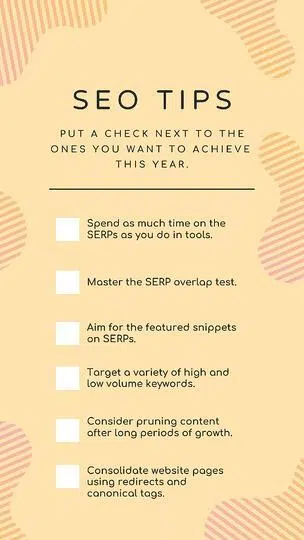 SEO TIPS
PUT A CHECK NEXT TO THE
ONES YOU WANT TO ACHIEVE
THIS YEAR.
Spend as much time on the
SERPs as you do in tools.
Master the SERP overlap test.
Aim for the featured snippets
on SERPs.
Target a variety of high and
low volume keywords.
Consider pruning content
after long periods of growth.
Consolidate website pages
using redirects and
canonical tags.